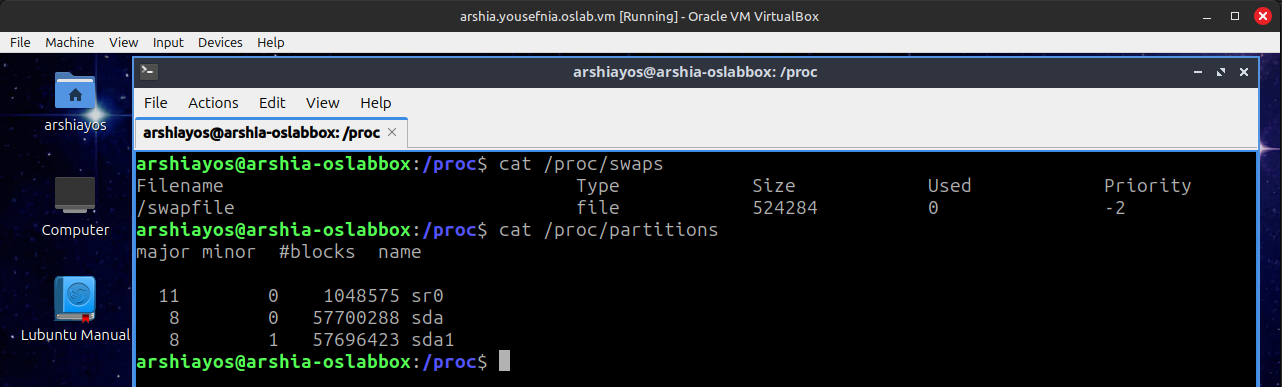 arshia.yousefnia.oslab.vm [Running] - Oracle VM VirtualBox
File Machine View Input Devices Help
arshiayos@arshia-oslabbox: /proc
File Actions Edit View Help
arshiayos@arshia-oslabbox: /proc ×
arshiayos
Computer
Lubuntu Manual
arshiayos@arshia-oslabbox:/proc$ cat /proc/swaps
Filename Type Size Used Priority
/swapfile file 524284 0 -2
arshiayos@arshia-oslabbox:/proc$ cat /proc/partitions
major minor #blocks name
11 0 1048575 sr0
8 0 57700288 sda
8 1 57696423 sda1
arshiayos@arshia-oslabbox:/proc$